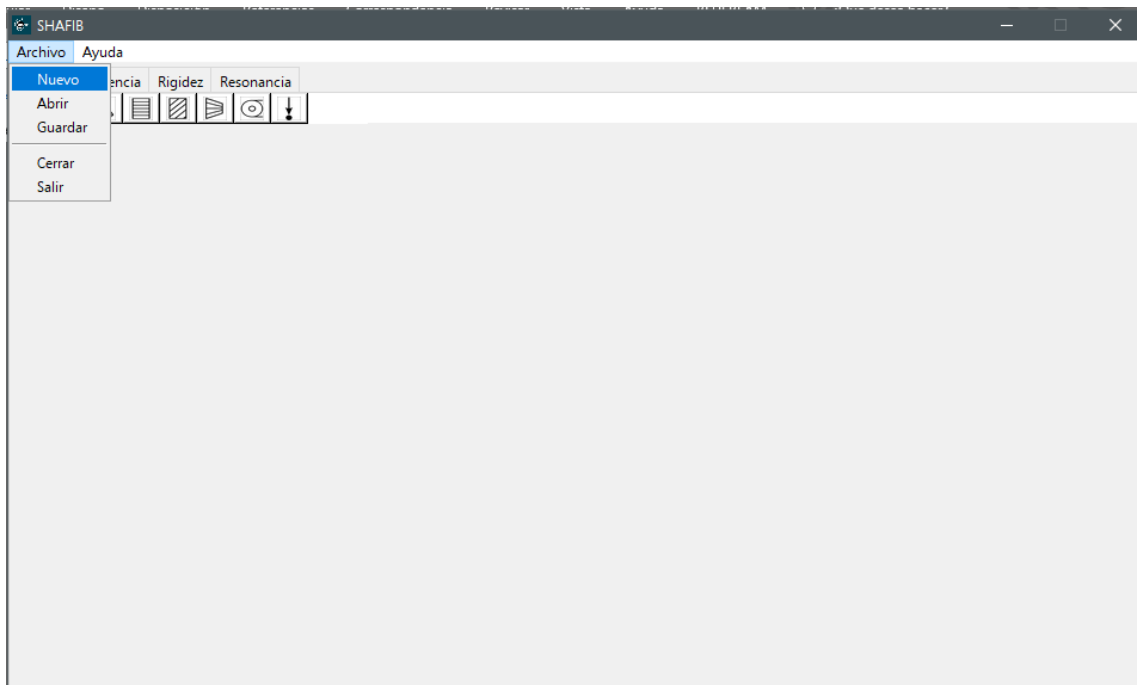 SHAFIB
Archivo Ayuda
Nuevo
encia Rigidez Resonancia
Abrir
Guardar
Cerrar
Salir